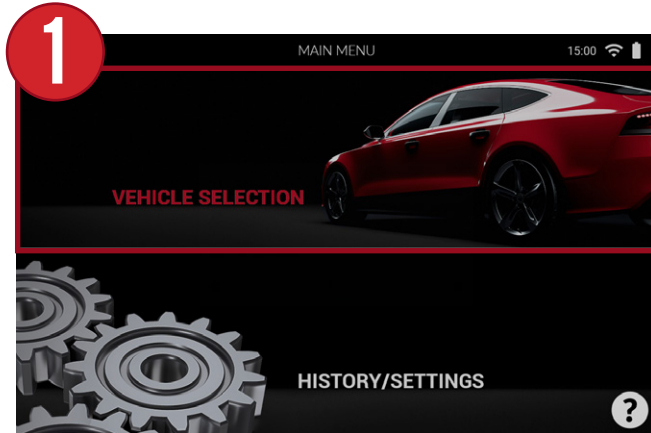 1
MAIN MENU
15:00
VEHICLE SELECTION
HISTORY/SETTINGS
?